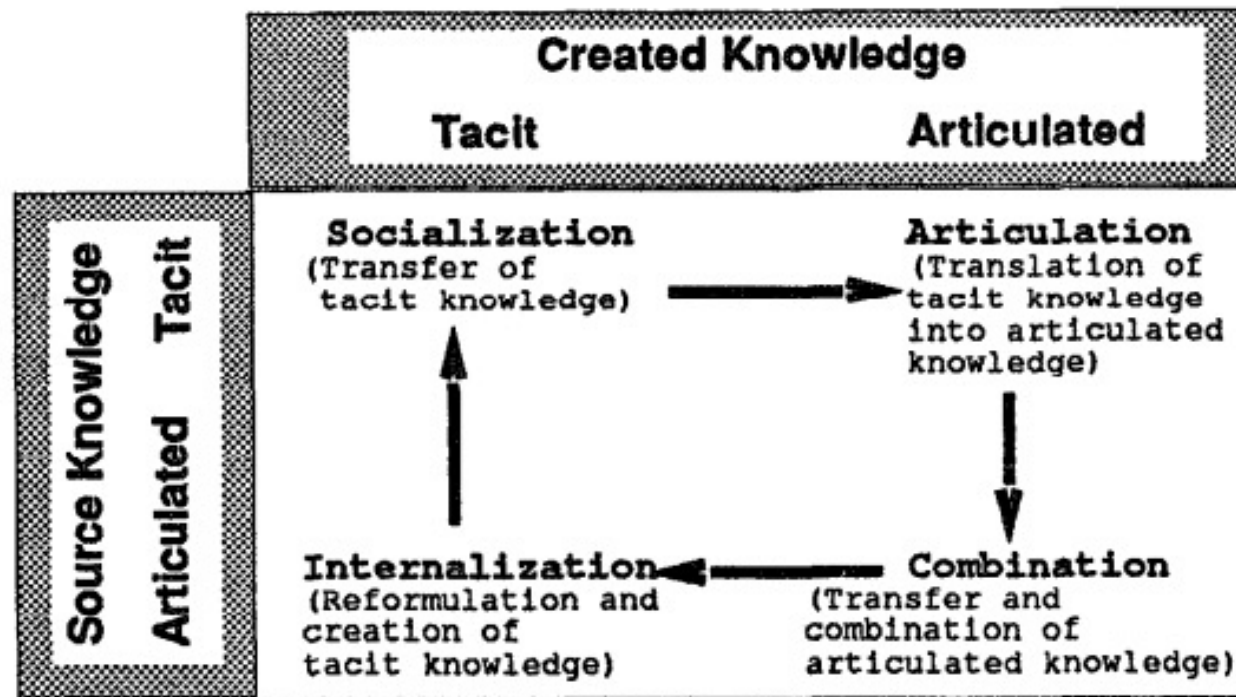 Created Knowledge
Tacit Articulated
Source Knowledge
Articulated Tacit
Socialization
(Transfer of
tacit knowledge)
Articulation
(Translation of
tacit knowledge
into articulated
knowledge)
Internalization
(Reformulation and
creation of
tacit knowledge)
Combination
(Transfer and
combination of
articulated knowledge)